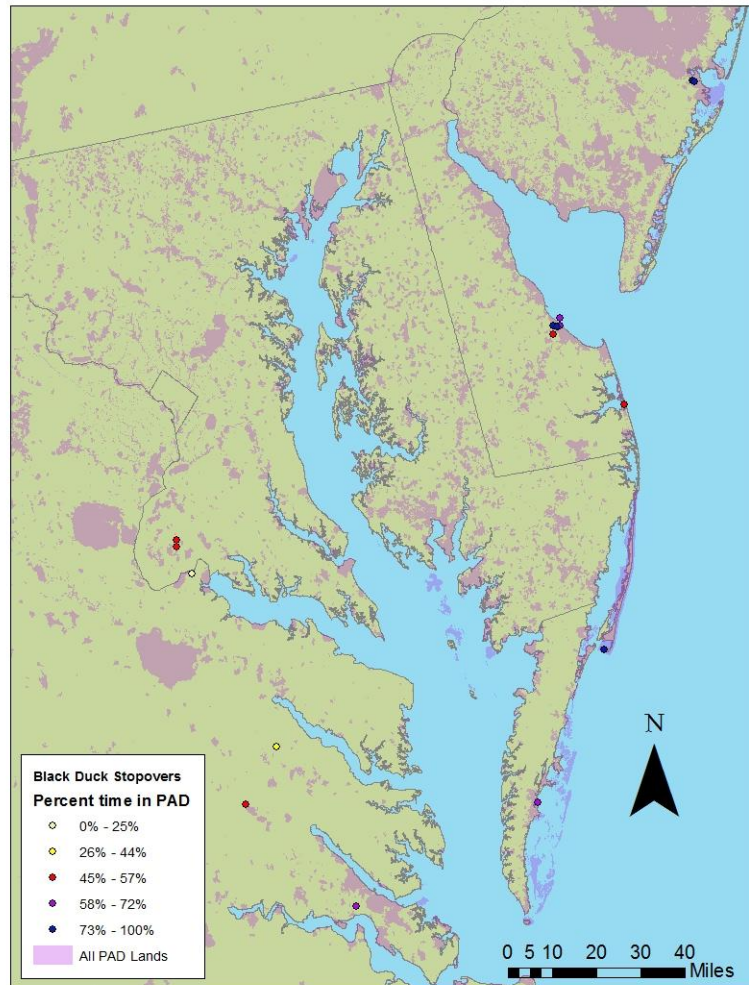 N
Black Duck Stopovers
Percent time in PAD
0% - 25%
26% - 44%
45% - 57%
58% - 72%
73% - 100%
All PAD Lands
0 5 10 20 30 40
Miles